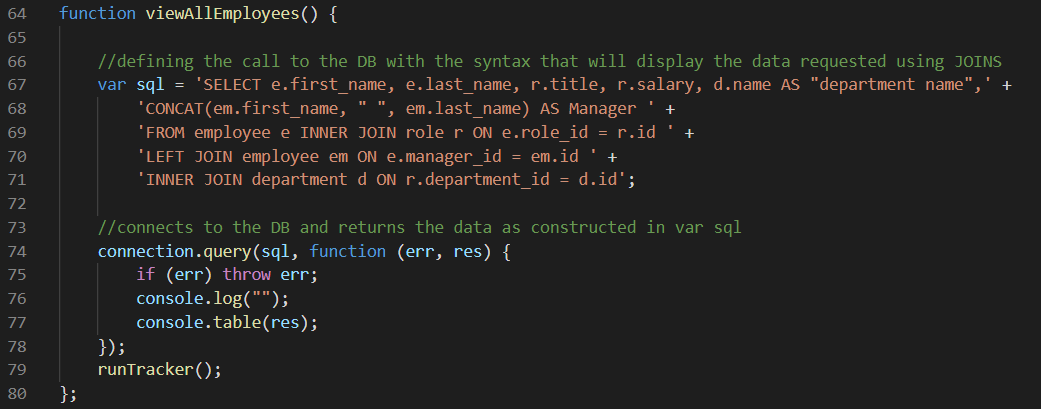 64 function viewAllEmployees() {
65
66 //defining the call to the DB with the syntax that will display the data requested using JOINS
67 var sql = 'SELECT e.first_name, e.last_name, r.title, r.salary, d.name AS "department name",' +
68 'CONCAT(em.first_name, " ", em.last_name) AS Manager ' +
69 'FROM employee e INNER JOIN role r ON e.role_id = r.id ' +
70 'LEFT JOIN employee em ON e.manager_id = em.id ' +
71 'INNER JOIN department d ON r.department_id = d.id';
72
73 //connects to the DB and returns the data as constructed in var sql
74 connection.query(sql, function (err, res) {
75 if (err) throw err;
76 console.log("");
77 console.table(res);
78 });
79 runTracker();
80 };